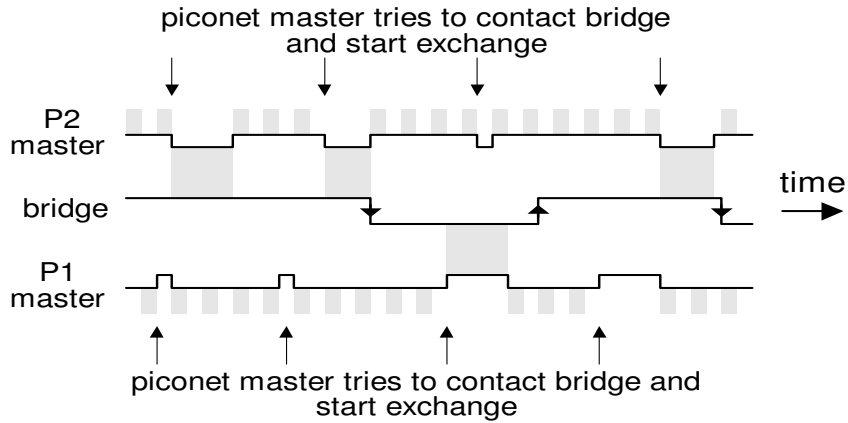 piconet master tries to contact bridge
and start exchange
P2
master
bridge
time
P1
master
piconet master tries to contact bridge and
start exchange